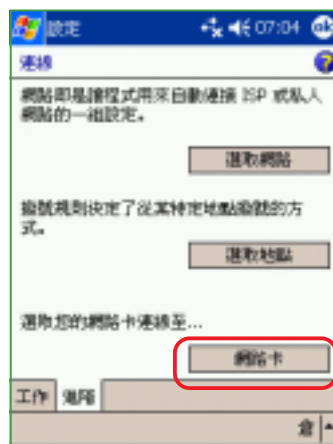 設定 07:04 ok
連線
網路即是讓程式用來自動連接 ISP 或私人
網路的一組設定。
選取網路
撥號規則決定了從某特定地點撥號的方
式。
選取地點
選取您的網路卡連線至...
網路卡
工作 進階
倉